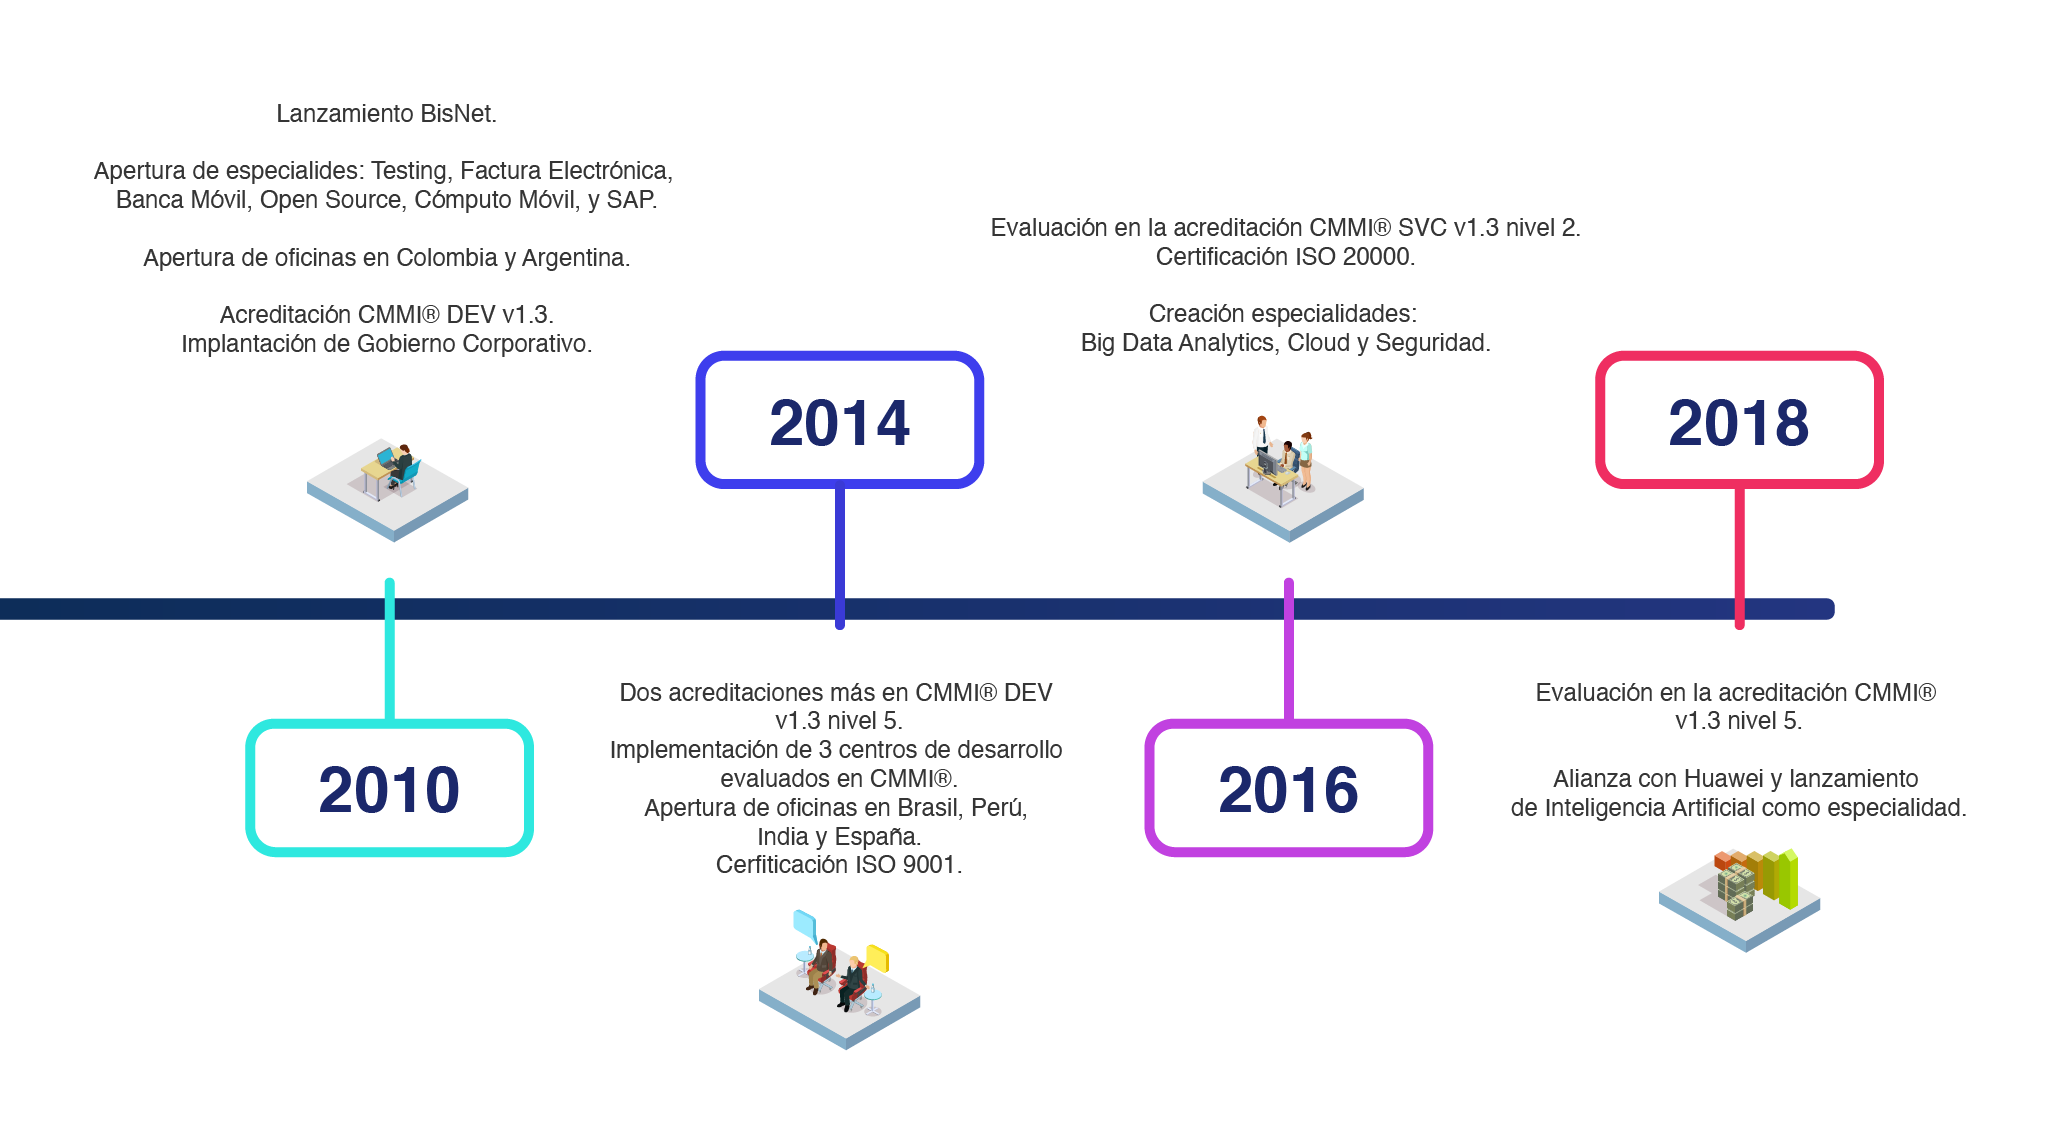 Lanzamiento BisNet.
Apertura de especialides: Testing, Factura Electrónica,
Banca Móvil, Open Source, Cómputo Móvil, y SAP.
Apertura de oficinas en Colombia y Argentina.
Acreditación CMMI® DEV v1.3.
Implantación de Gobierno Corporativo.
2010
2014
Dos acreditaciones más en CMMI® DEV
v1.3 nivel 5.
Implementación de 3 centros de desarrollo
evaluados en CMMI®.
Apertura de oficinas en Brasil, Perú,
India y España.
Cerfiticación ISO 9001.
Evaluación en la acreditación CMMI® SVC v1.3 nivel 2.
Certificación ISO 20000.
Creación especialidades:
Big Data Analytics, Cloud y Seguridad.
2016
2018
Evaluación en la acreditación CMMI®
v1.3 nivel 5.
Alianza con Huawei y lanzamiento
de Inteligencia Artificial como especialidad.